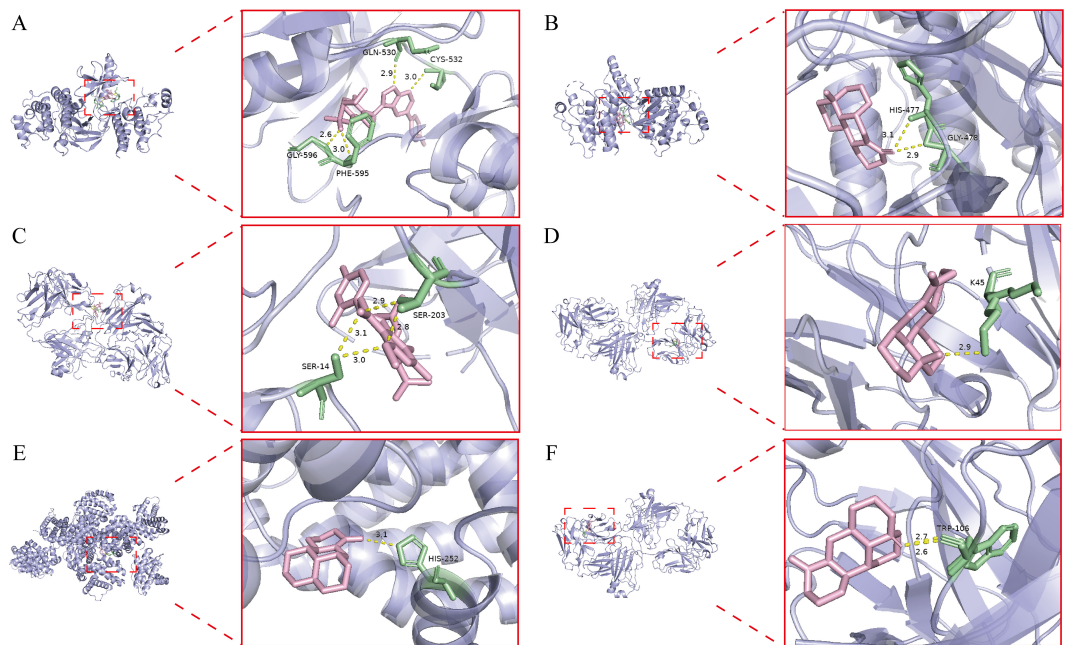 A
GLN-530
CYS-532
2.9
3.0
2.6
3.0
GLY-596
PHE-595
B
HIS-477
3.1
GLY-478
2.9
C
2.9
SER-203
3.1
2.8
3.0
SER-14
D
K45
2.9
E
3.1
HIS-252
F
TRP-106
2.7
2.6